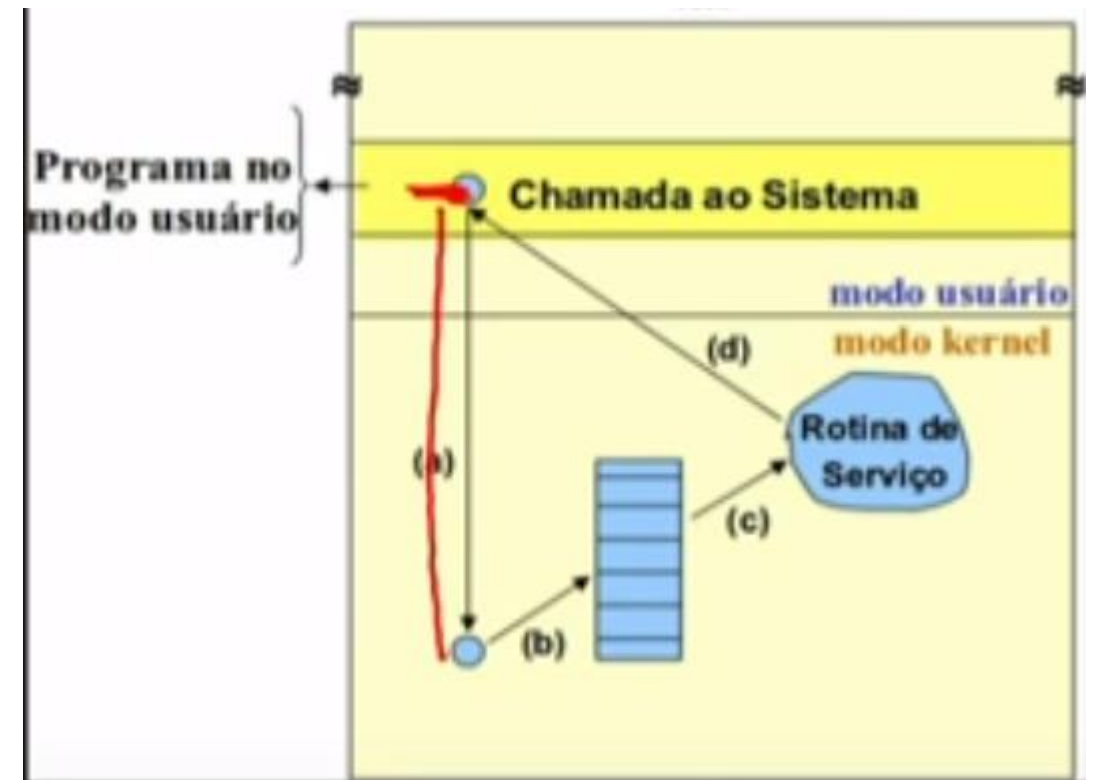 Programa no
modo usuário
Chamada ao Sistema
modo usuário
modo kernel
(d)
Rotina de
Serviço
(a)
(c)
(b)